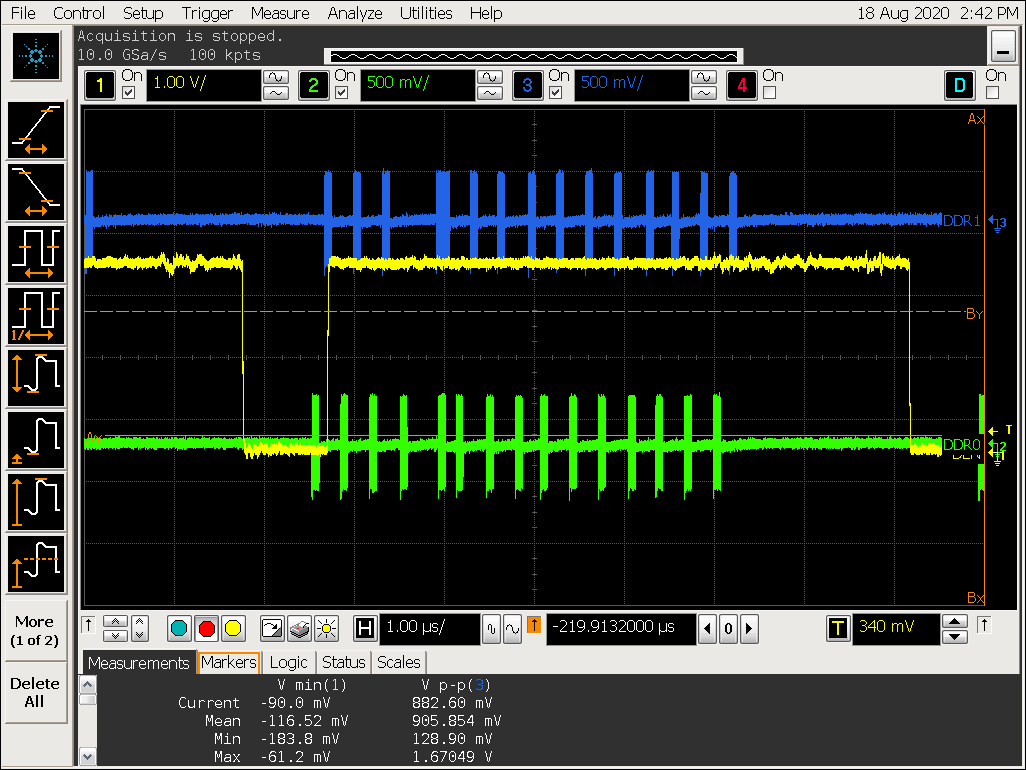 File Control Setup Trigger Measure Analyze Utilities Help 18 Aug 2020 2:42 PM
Acquisition is stopped.
10.0 GSa/s 100 kpts
1 On 1.00 V/ 2 On 500 mV/ 3 On 500 mV/ 4 On D On
Ax
DDR1 3
By
Ax
T
DDR0 2
Bx
More
(1 of 2)
Delete
All
H 1.00 µs/ -219.9132000 µs 0 T 340 mV
Measurements Markers Logic Status Scales
V min(1) V p-p(3)
Current -90.0 mV 882.60 mV
Mean -116.52 mV 905.854 mV
Min -183.8 mV 128.90 mV
Max -61.2 mV 1.67049 V
1/